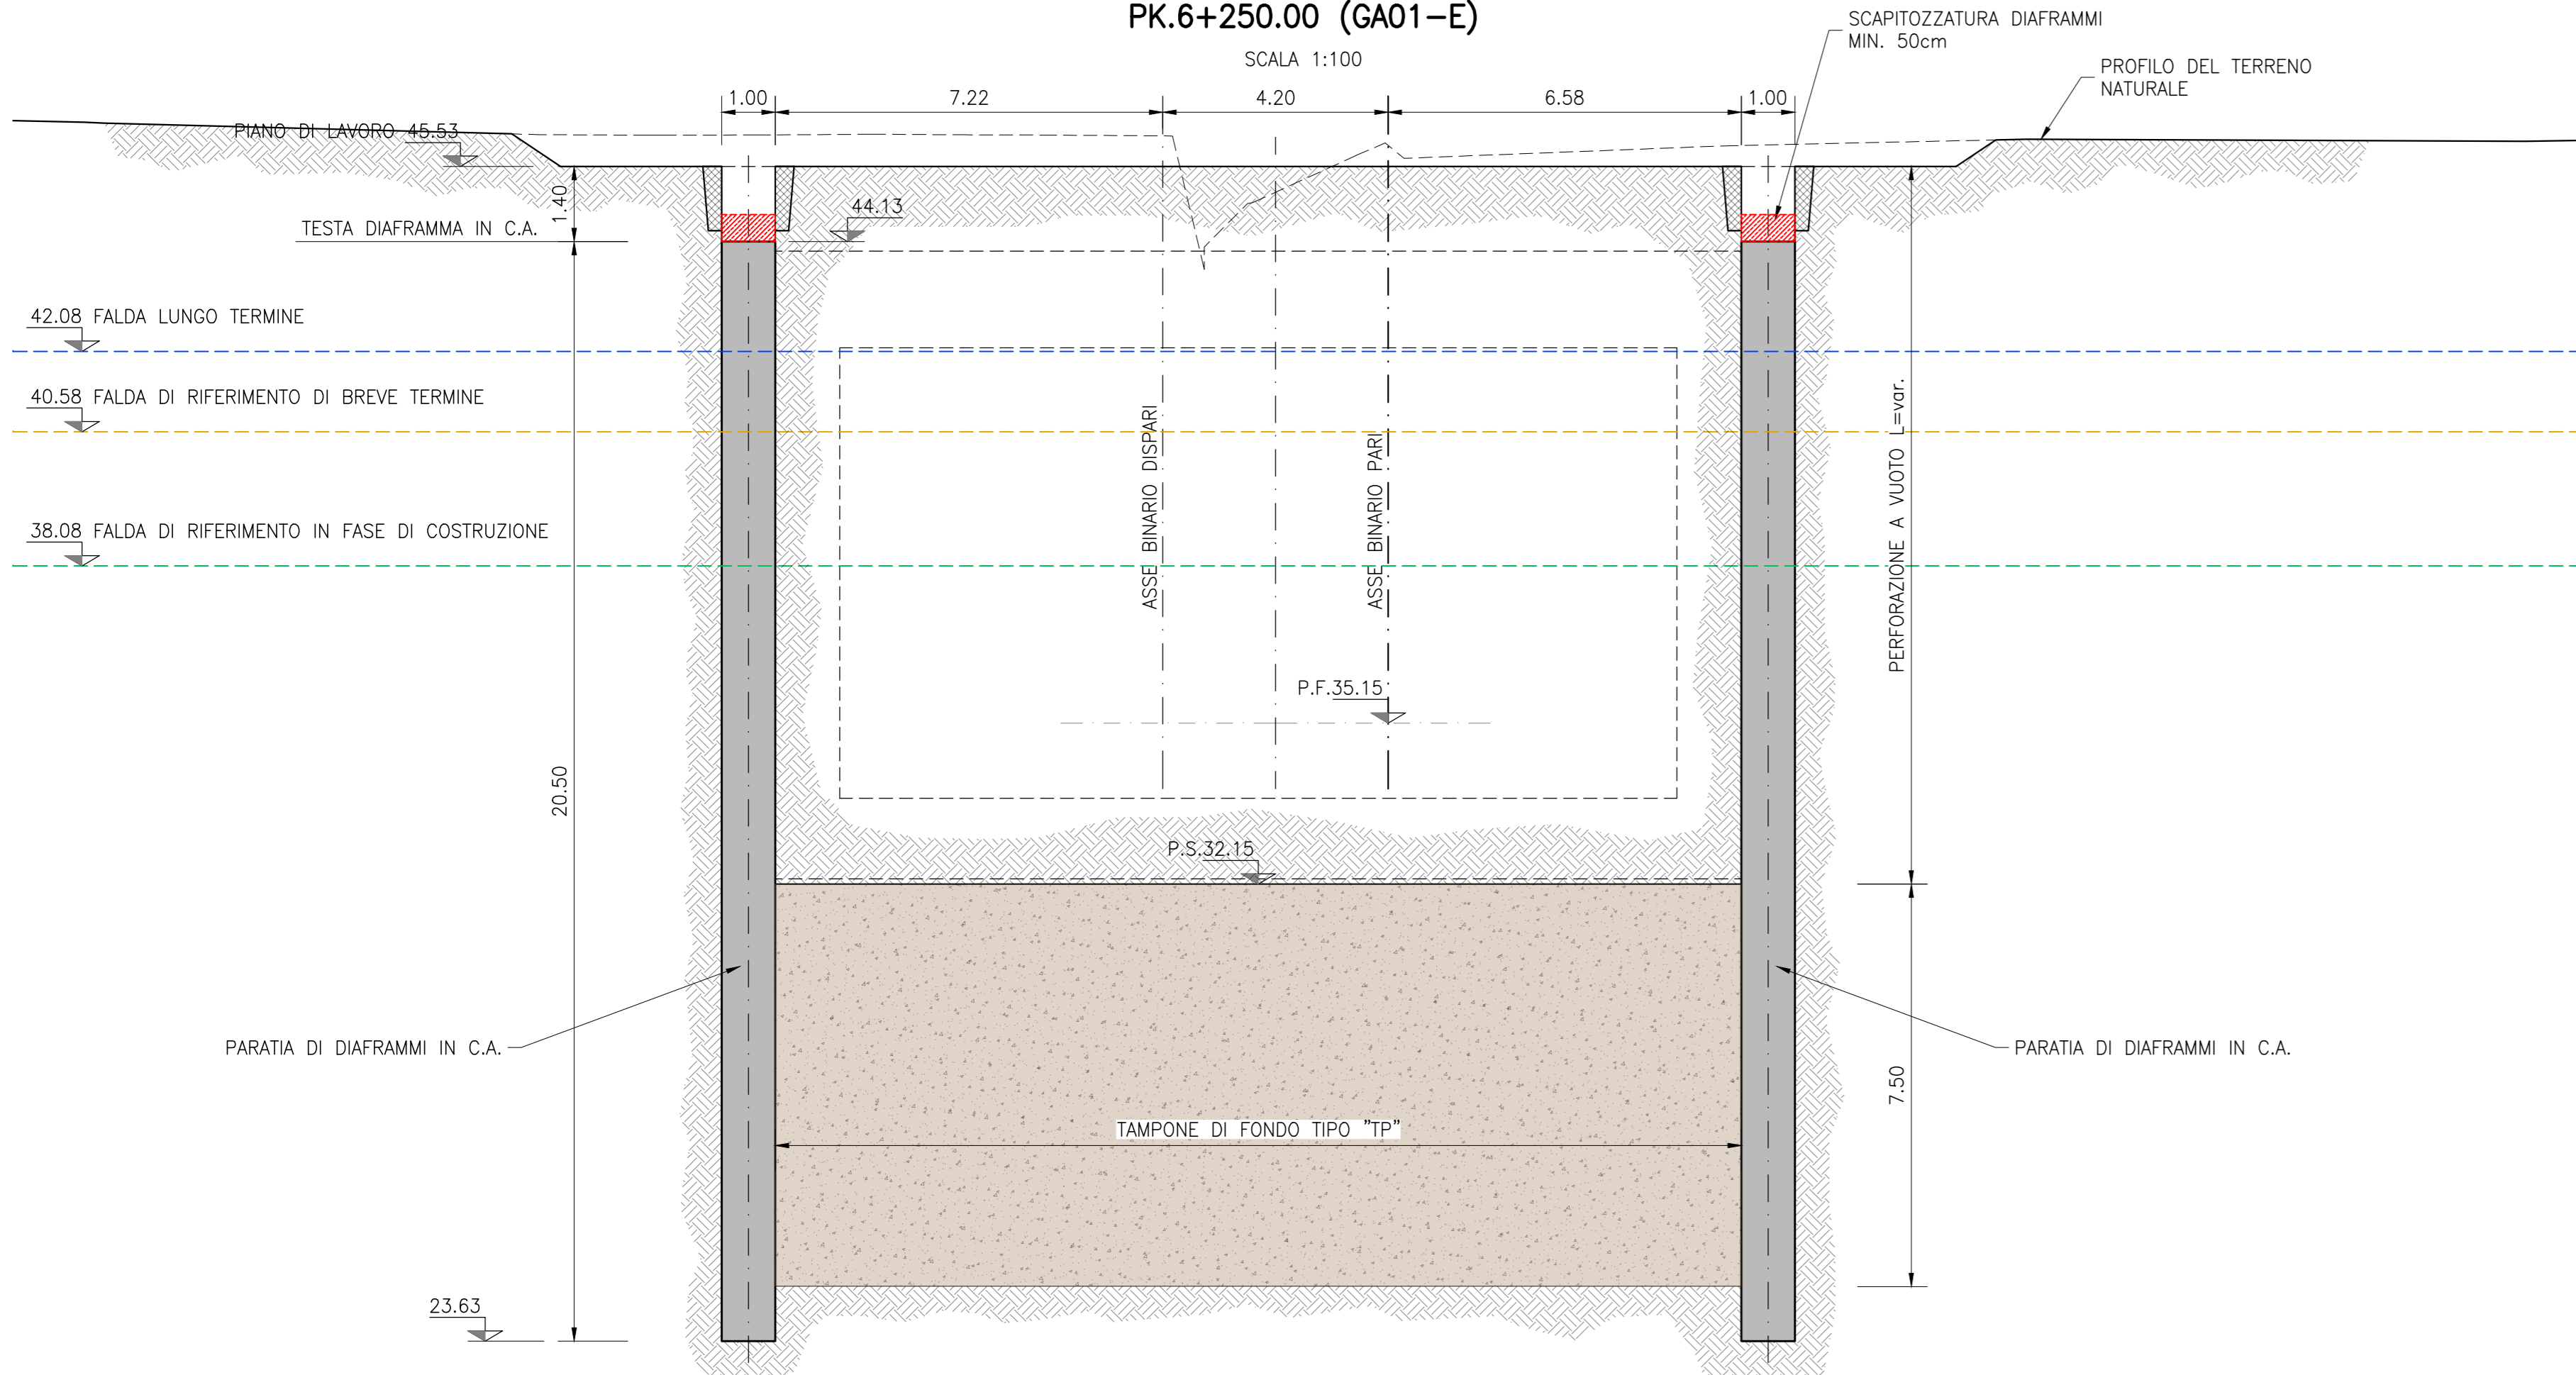 PK.6+250.00 (GA01-E)
SCALA 1:100
SCAPITOZZATURA DIAFRAMMI
MIN. 50cm
PROFILO DEL TERRENO
NATURALE
1.00
7.22
4.20
6.58
1.00
PIANO DI LAVORO 45.53
1.40
44.13
TESTA DIAFRAMMA IN C.A.
42.08 FALDA LUNGO TERMINE
40.58 FALDA DI RIFERIMENTO DI BREVE TERMINE
38.08 FALDA DI RIFERIMENTO IN FASE DI COSTRUZIONE
ASSE BINARIO DISPARI
ASSE BINARIO PARI
PERFORAZIONE A VUOTO L=var.
P.F.35.15
20.50
P.S.32.15
PARATIA DI DIAFRAMMI IN C.A.
PARATIA DI DIAFRAMMI IN C.A.
7.50
TAMPONE DI FONDO TIPO "TP"
23.63